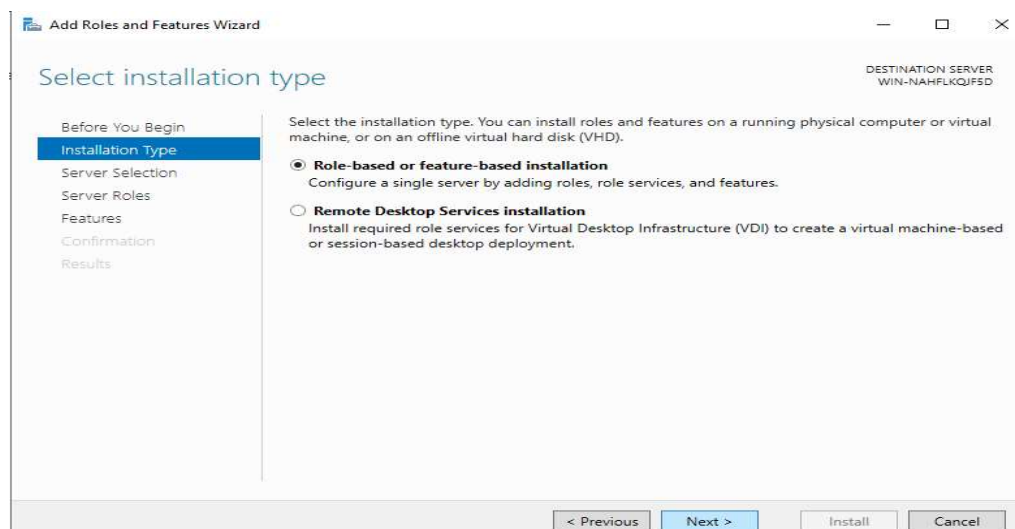 Add Roles and Features Wizard
Select installation type
DESTINATION SERVER
WIN-NAHFLKQJF5D
Before You Begin
Installation Type
Server Selection
Server Roles
Features
Confirmation
Results
Select the installation type. You can install roles and features on a running physical computer or virtual
machine, or on an offline virtual hard disk (VHD).
Role-based or feature-based installation
Configure a single server by adding roles, role services, and features.
Remote Desktop Services installation
Install required role services for Virtual Desktop Infrastructure (VDI) to create a virtual machine-based
or session-based desktop deployment.
< Previous
Next >
Install
Cancel